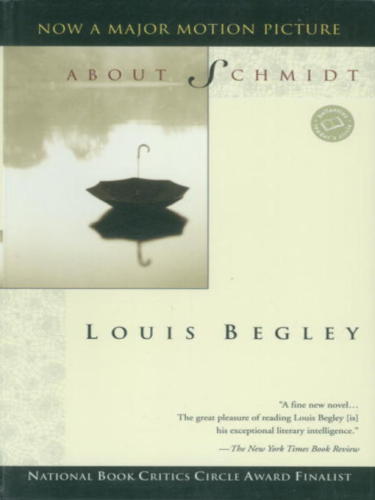 NOW A MAJOR MOTION PICTURE
ABOUT SCHMIDT
LOUIS BEGLEY
"A fine new novel...
The great pleasure of reading Louis Begley [is]
his exceptional literary intelligence."
—The New York Times Book Review
NATIONAL BOOK CRITICS CIRCLE AWARD FINALIST